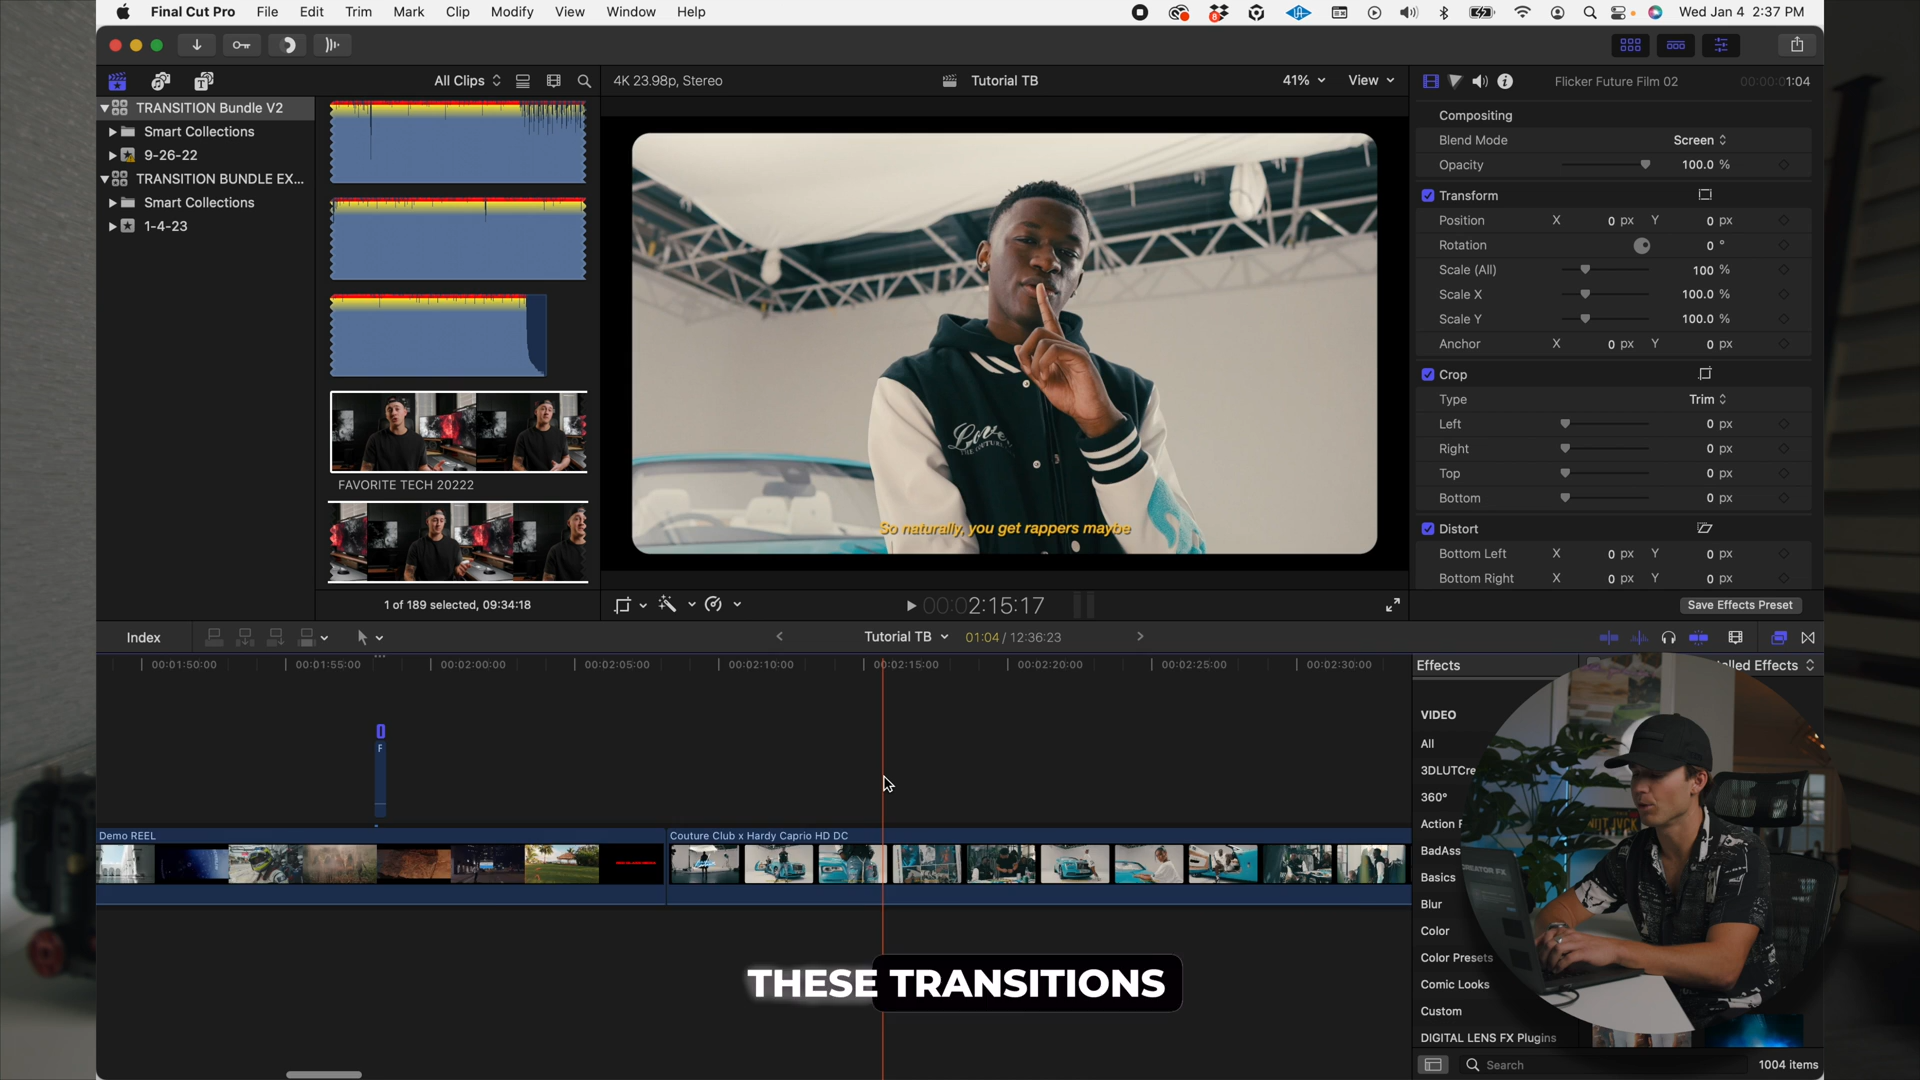 Final Cut Pro File Edit Trim Mark Clip Modify View Window Help
8
Wed Jan 4 2:37 PM
All Clips
4K 23.98p, Stereo
Tutorial TB
41%
View
Flicker Future Film 02
00:00:01:04
TRANSITION Bundle V2
Smart Collections
9-26-22
TRANSITION BUNDLE EX...
Smart Collections
1-4-23
FAVORITE TECH 20222
1 of 189 selected, 09:34:18
So naturally, you get rappers maybe
00:002:15:17
Compositing
Blend Mode Screen
Opacity 100.0 %
Transform
Position X 0 px Y 0 px
Rotation 0 °
Scale (All) 100 %
Scale X 100.0 %
Scale Y 100.0 %
Anchor X 0 px Y 0 px
Crop
Type Trim
Left 0 px
Right 0 px
Top 0 px
Bottom 0 px
Distort
Bottom Left X 0 px Y 0 px
Bottom Right X 0 px Y 0 px
Save Effects Preset
Index
Tutorial TB
01:04 / 12:36:23
00:01:50:00 00:01:55:00 00:02:00:00 00:02:05:00 00:02:10:00 00:02:15:00 00:02:20:00 00:02:25:00 00:02:30:00
F
Demo REEL
Couture Club x Hardy Caprio HD DC
Effects
lled Effects
VIDEO
All
3DLUTCre
360°
Action F
BadAss
Basics
Blur
Color
Color Presets
Comic Looks
Custom
DIGITAL LENS FX Plugins
Search
1004 items
CREATOR FX
THESE TRANSITIONS